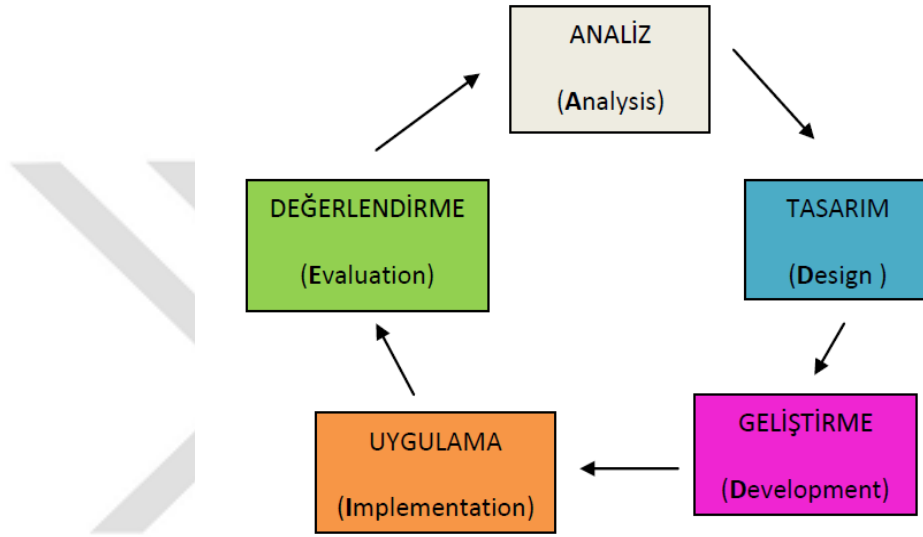 ANALİZ
(Analysis)
TASARIM
(Design )
GELİŞTİRME
(Development)
UYGULAMA
(Implementation)
DEĞERLENDİRME
(Evaluation)